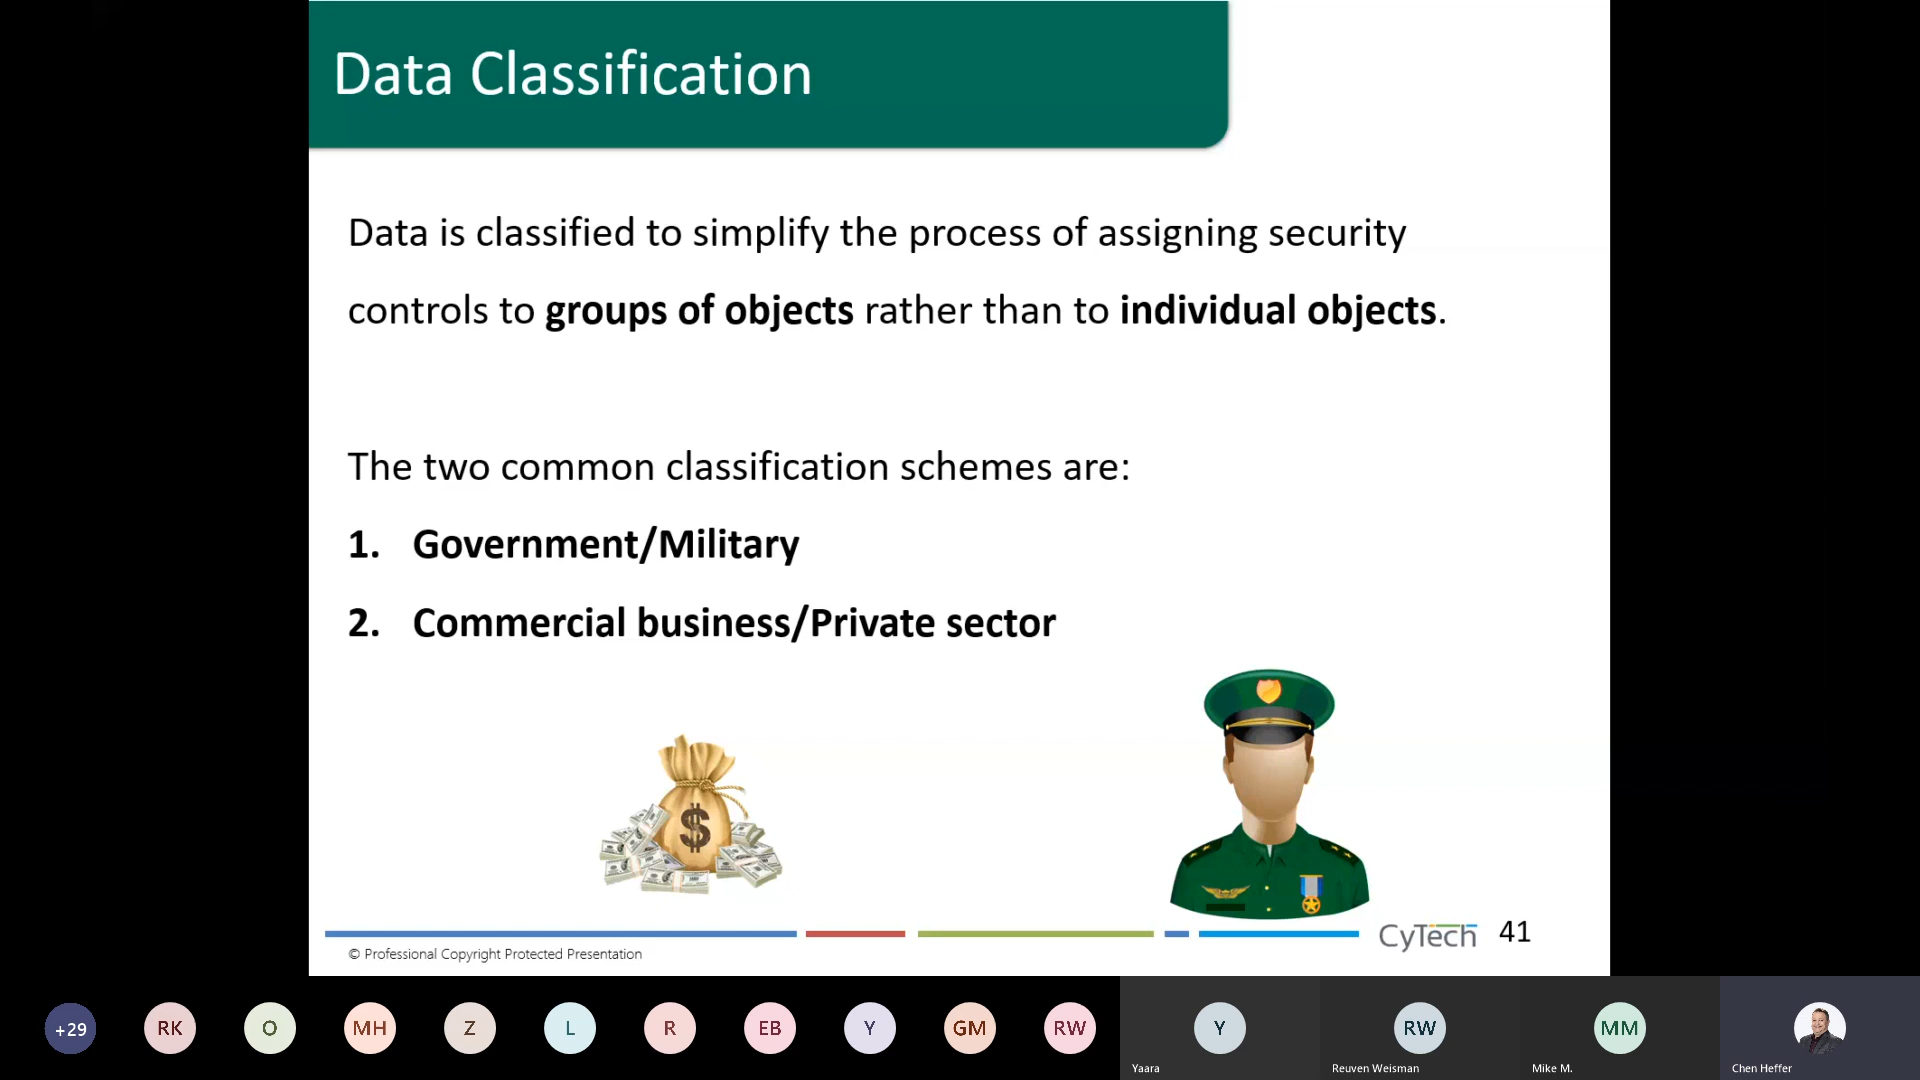 Data Classification
Data is classified to simplify the process of assigning security
controls to groups of objects rather than to individual objects.
The two common classification schemes are:
1. Government/Military
2. Commercial business/Private sector
$
CyTech 41
© Professional Copyright Protected Presentation
+29 RK O MH Z L R EB Y GM RW Y RW MM
Yaara Reuven Weisman Mike M. Chen Heffer